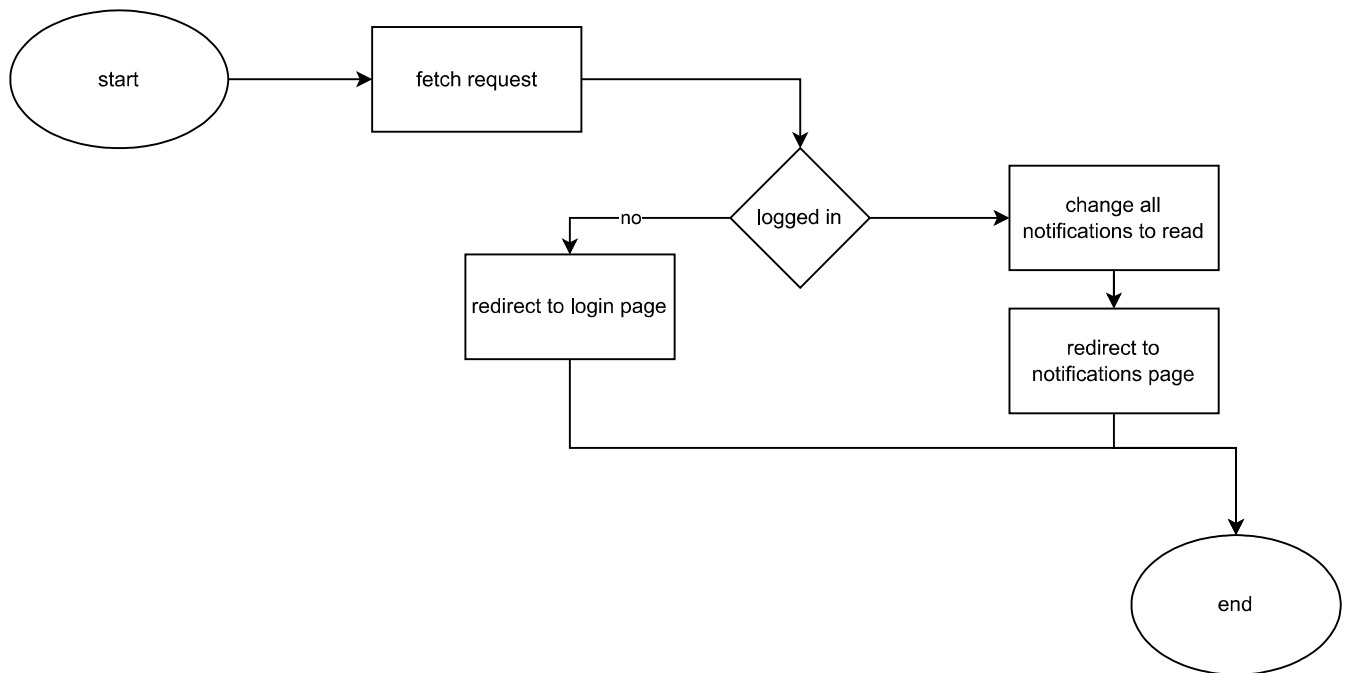 start
fetch request
no
logged in
change all
notifications to read
redirect to login page
redirect to
notifications page
end